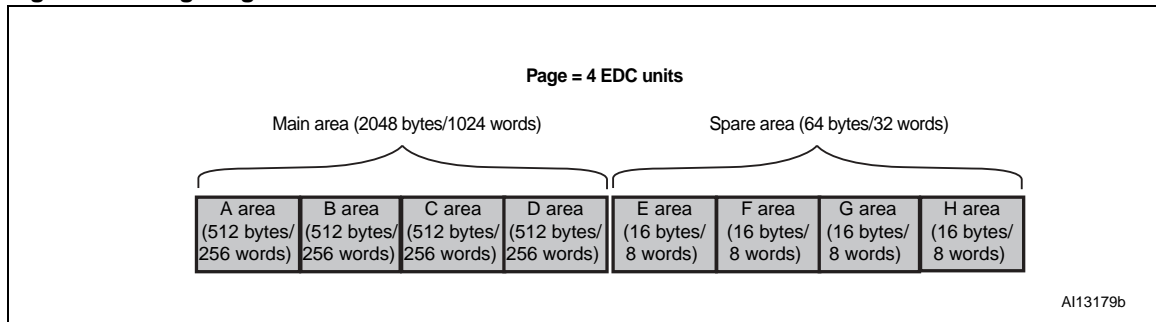 Page = 4 EDC units
Main area (2048 bytes/1024 words)
Spare area (64 bytes/32 words)
A area
(512 bytes/
256 words)
B area
(512 bytes/
256 words)
C area
(512 bytes/
256 words)
D area
(512 bytes/
256 words)
E area
(16 bytes/
8 words)
F area
(16 bytes/
8 words)
G area
(16 bytes/
8 words)
H area
(16 bytes/
8 words)
AI13179b